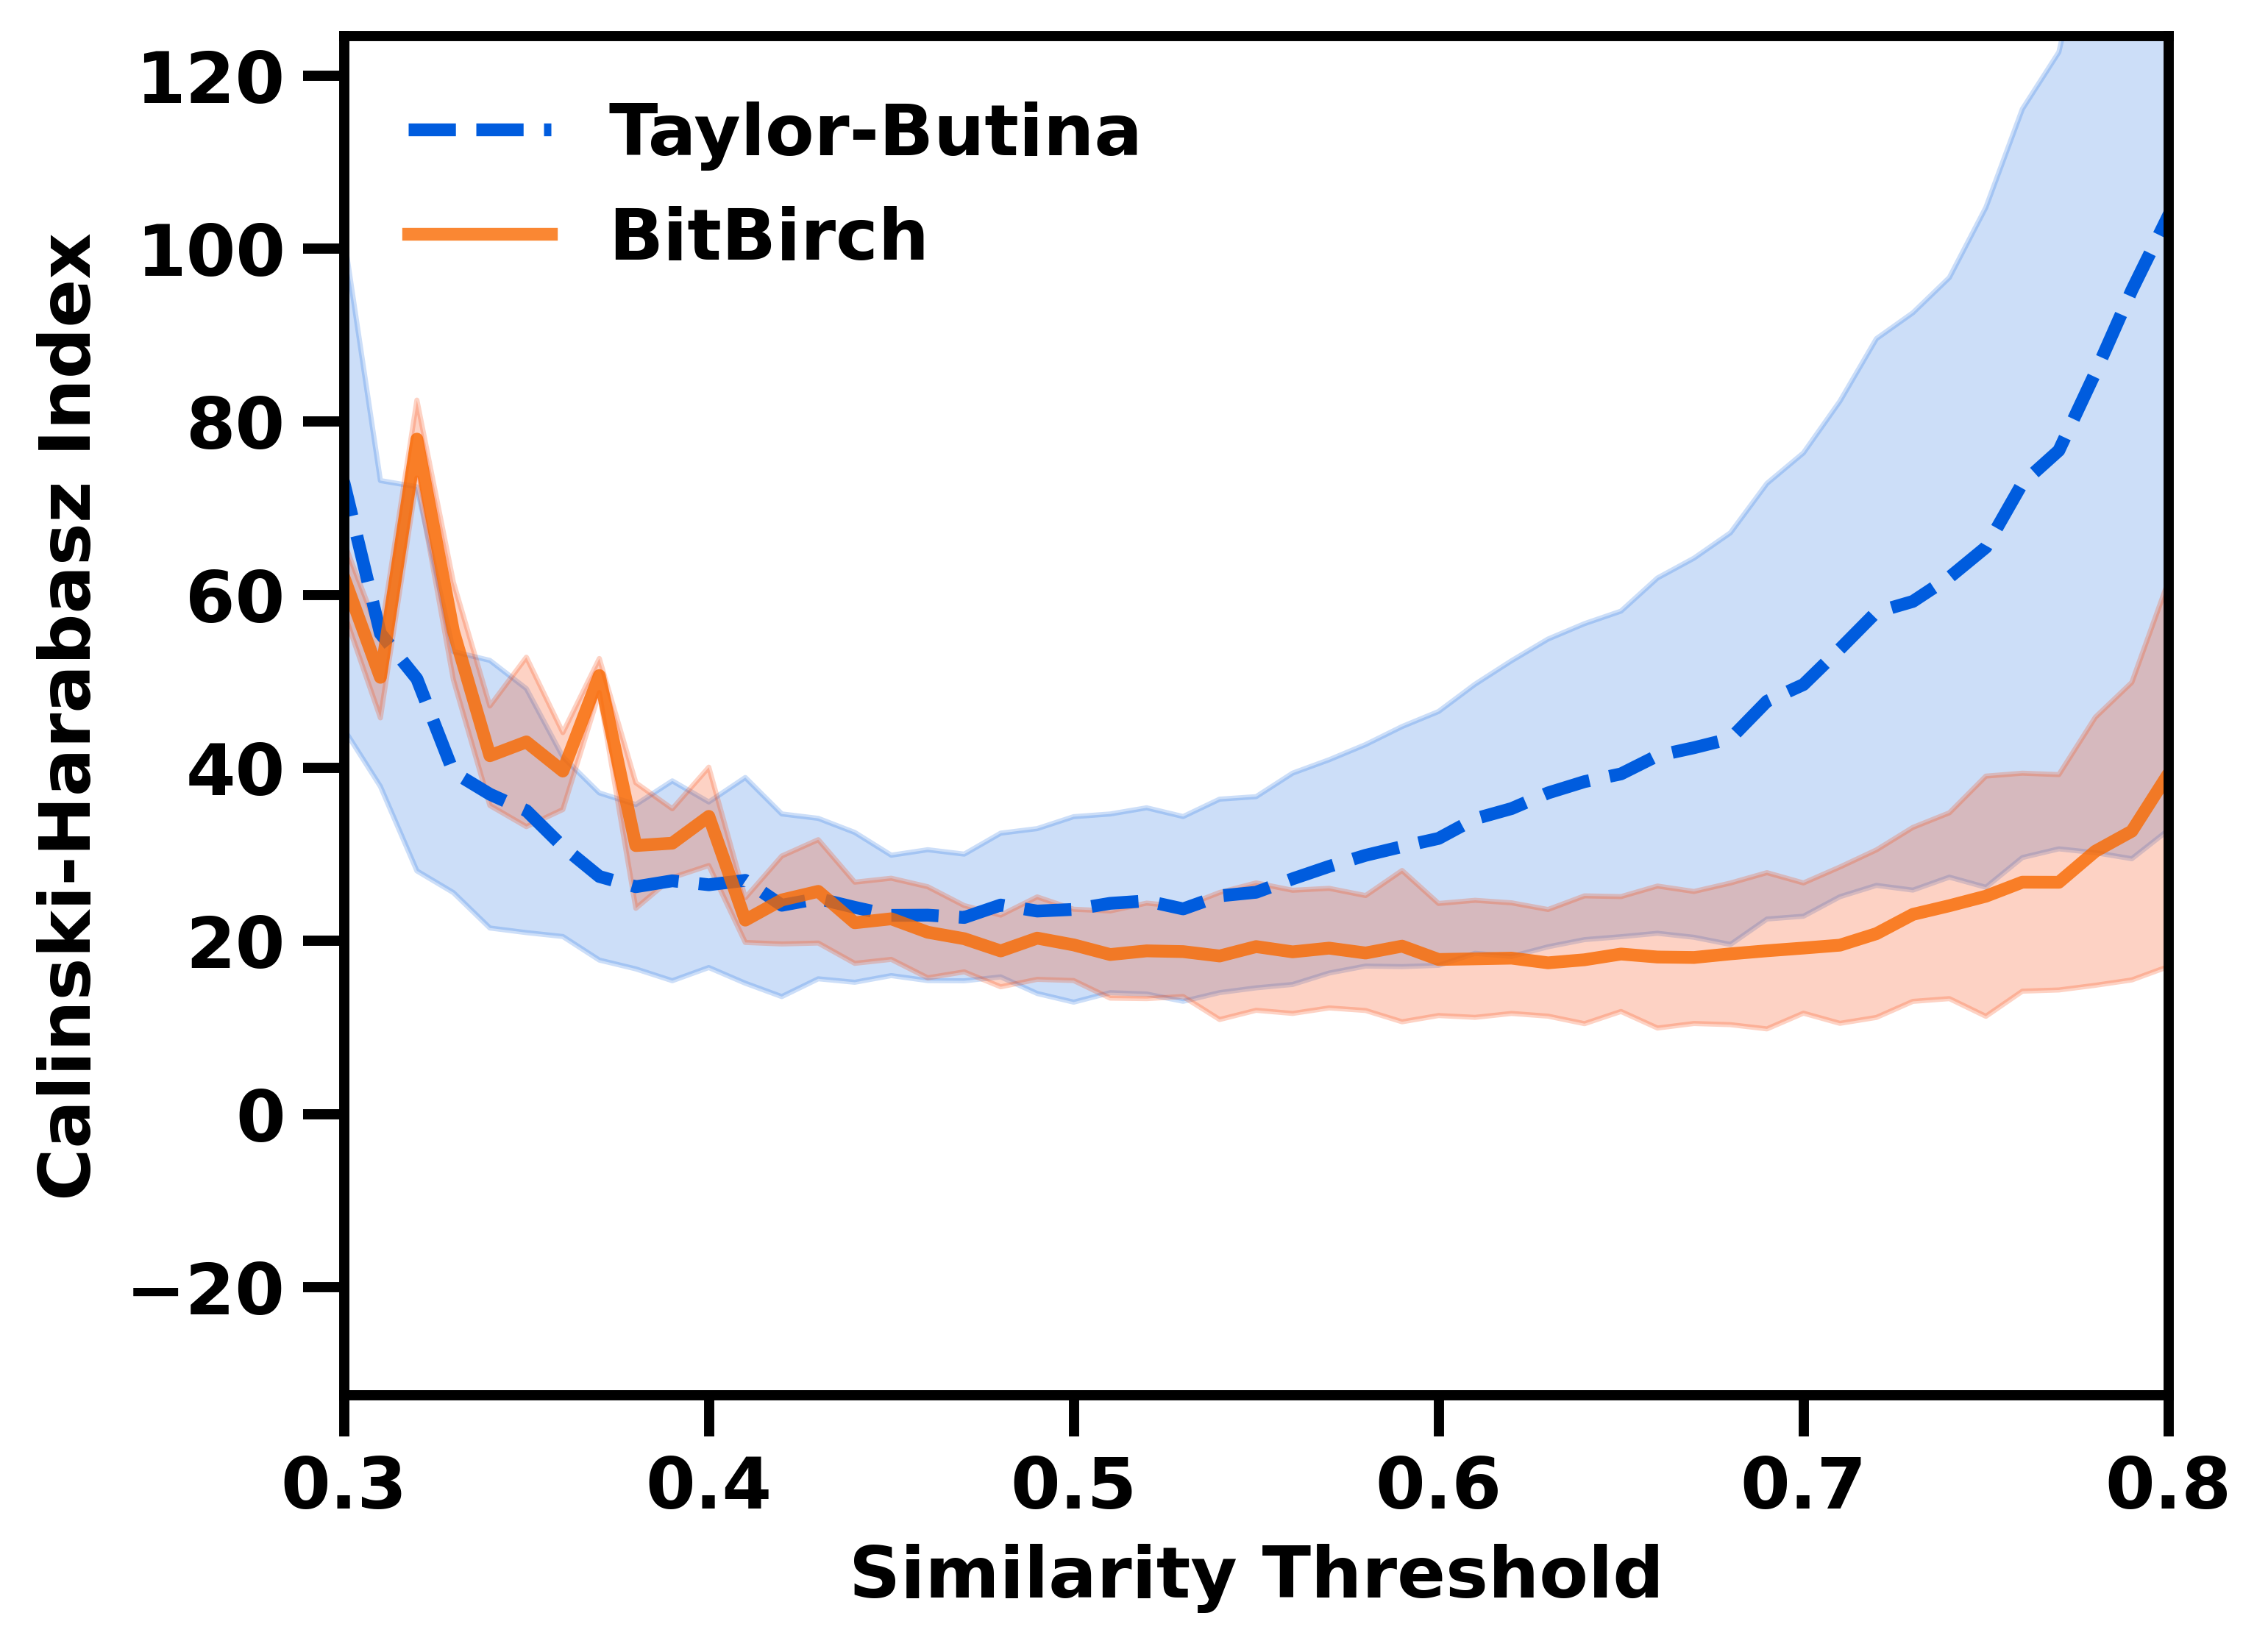 Calinski-Harabasz Index
120
100
80
60
40
20
0
−20
Taylor-Butina
BitBirch
0.3 0.4 0.5 0.6 0.7 0.8
Similarity Threshold